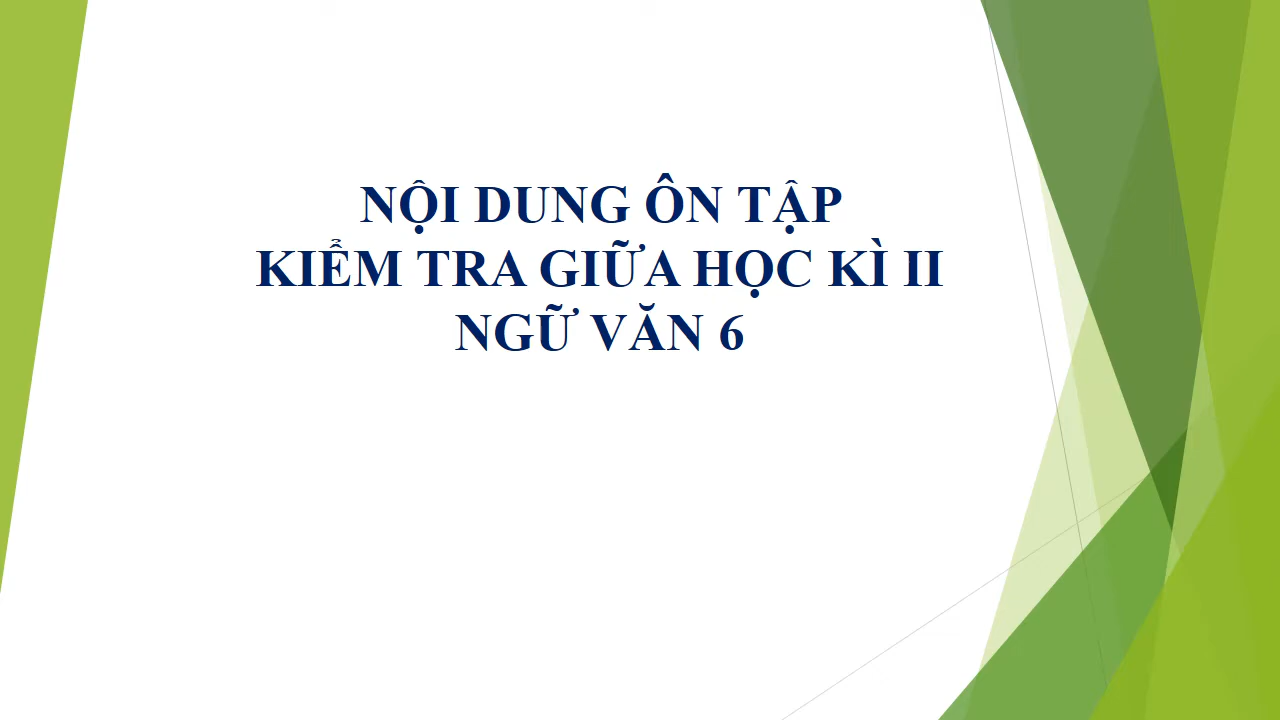 NỘI DUNG ÔN TẬP
KIỂM TRA GIỮA HỌC KÌ II
NGỮ VĂN 6